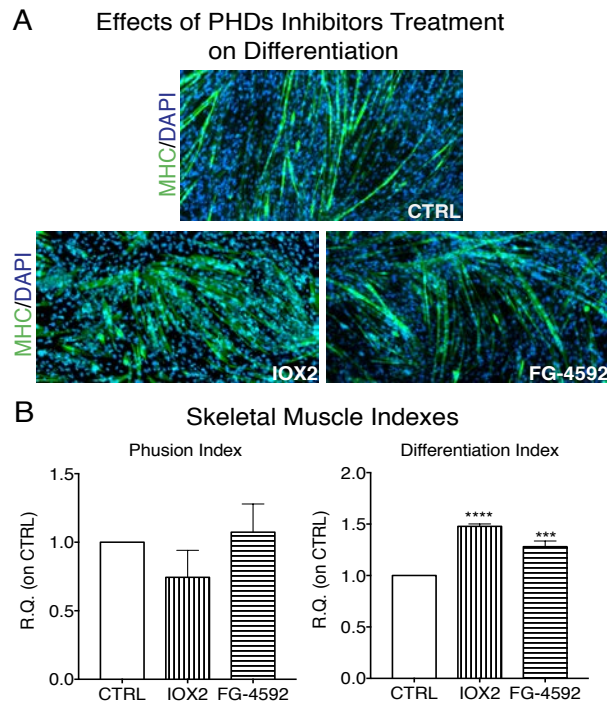 A
Effects of PHDs Inhibitors Treatment
on Differentiation
MHC/DAPI
CTRL
MHC/DAPI
IOX2
FG-4592
B
Skeletal Muscle Indexes
Phusion Index
R.Q. (on CTRL)
1.5
1.0
0.5
0.0
CTRL IOX2 FG-4592
Differentiation Index
R.Q. (on CTRL)
2.0
1.5
1.0
0.5
0.0
****
***
CTRL IOX2 FG-4592